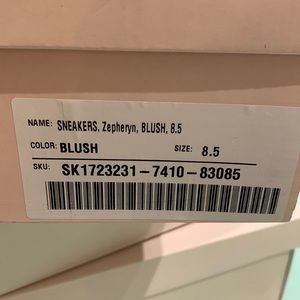 NAME: SNEAKERS, Zepheryn, BLUSH, 8.5
COLOR: BLUSH SIZE: 8.5
SKU: SK1723231-7410-83085